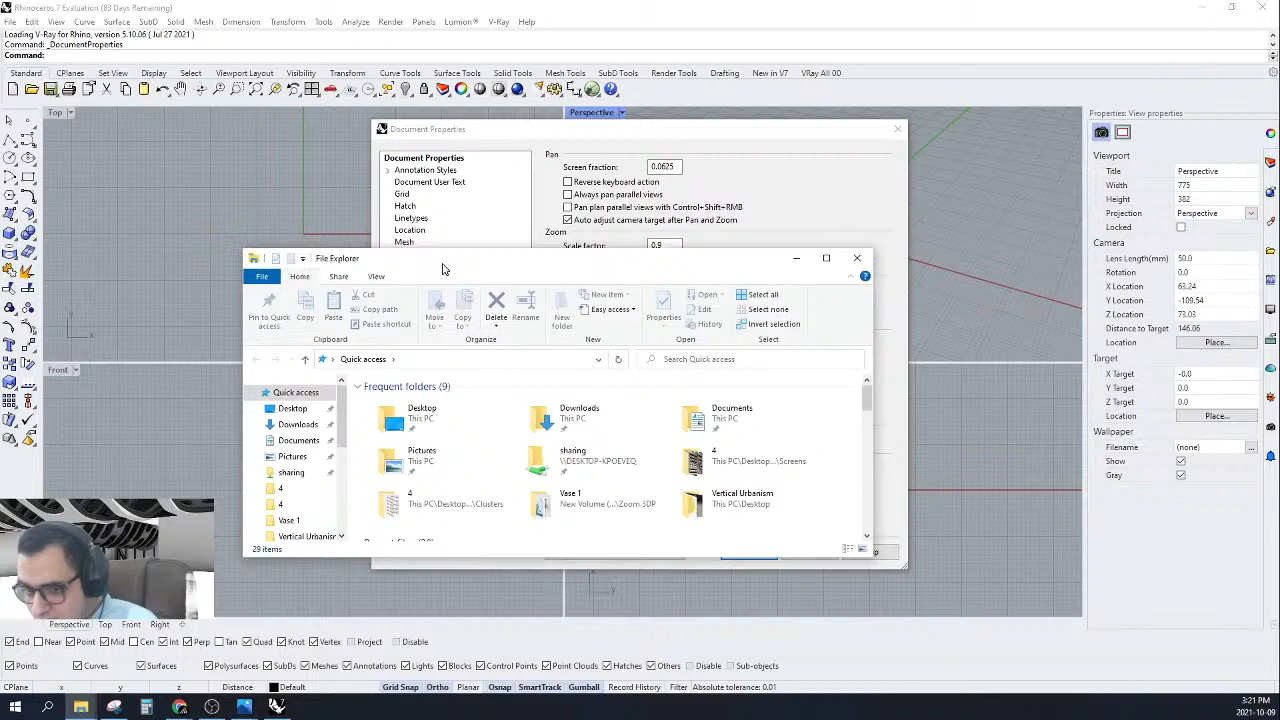 Rhinoceros 7 Evaluation (83 Days Remaining)
File Edit View Curve Surface SubD Solid Mesh Dimension Transform Tools Analyze Render Panels Lumion® V-Ray Help
Loading V-Ray for Rhino, version 5.10.06 ( Jul 27 2021 )
Command: _DocumentProperties
Command:
Standard CPlanes Set View Display Select Viewport Layout Visibility Transform Curve Tools Surface Tools Solid Tools Mesh Tools SubD Tools Render Tools Drafting New in V7 VRay All 00
Top
Perspective
Document Properties
Document Properties
Annotation Styles
Document User Text
Grid
Hatch
Linetypes
Location
Mesh
Pan
Screen fraction: 0.0625
Reverse keyboard action
Always pan parallel views
Pan plan parallel views with Control+Shift+RMB
Auto adjust camera target after Pan and Zoom
Zoom
Scale factor: 0.9
File Explorer
File Home Share View
Pin to Quick access
Copy
Paste
Cut
Copy path
Paste shortcut
Clipboard
Move to
Copy to
Delete
Rename
Organize
New folder
New item
Easy access
New
Properties
Open
Edit
History
Open
Select all
Select none
Invert selection
Select
Quick access
Search Quick access
Quick access
Desktop
Downloads
Documents
Pictures
sharing
4
4
Vase 1
Vertical Urbanisr
Frequent folders (9)
Desktop
This PC
Downloads
This PC
Documents
This PC
Pictures
This PC
sharing
\\DESKTOP-KPOEVEQ
4
This PC\Desktop...\Screens
4
This PC\Desktop...\Clusters
Vase 1
New Volume (...\Zoom 3DP
Vertical Urbanism
This PC\Desktop
29 items
Front
x
y
y
Properties: View properties
Viewport
Title Perspective
Width 775
Height 382
Projection Perspective
Locked
Camera
Lens Length(mm) 50.0
Rotation 0.0
X Location 63.24
Y Location -109.54
Z Location 73.03
Distance to Target 146.06
Location Place...
Target
X Target -0.0
Y Target 0.0
Z Target 0.0
Location Place...
Wallpaper
Filename (none) ...
Show
Gray
Perspective Top Front Right
End Near Point Mid Cen Int Perp Tan Quad Knot Vertex Project Disable
Points Curves Surfaces Polysurfaces SubDs Meshes Annotations Lights Blocks Control Points Point Clouds Hatches Others Disable Sub-objects
CPlane x y z Distance Default Grid Snap Ortho Planar Osnap SmartTrack Gumball Record History Filter Absolute tolerance: 0.01
3:21 PM
2021-10-09